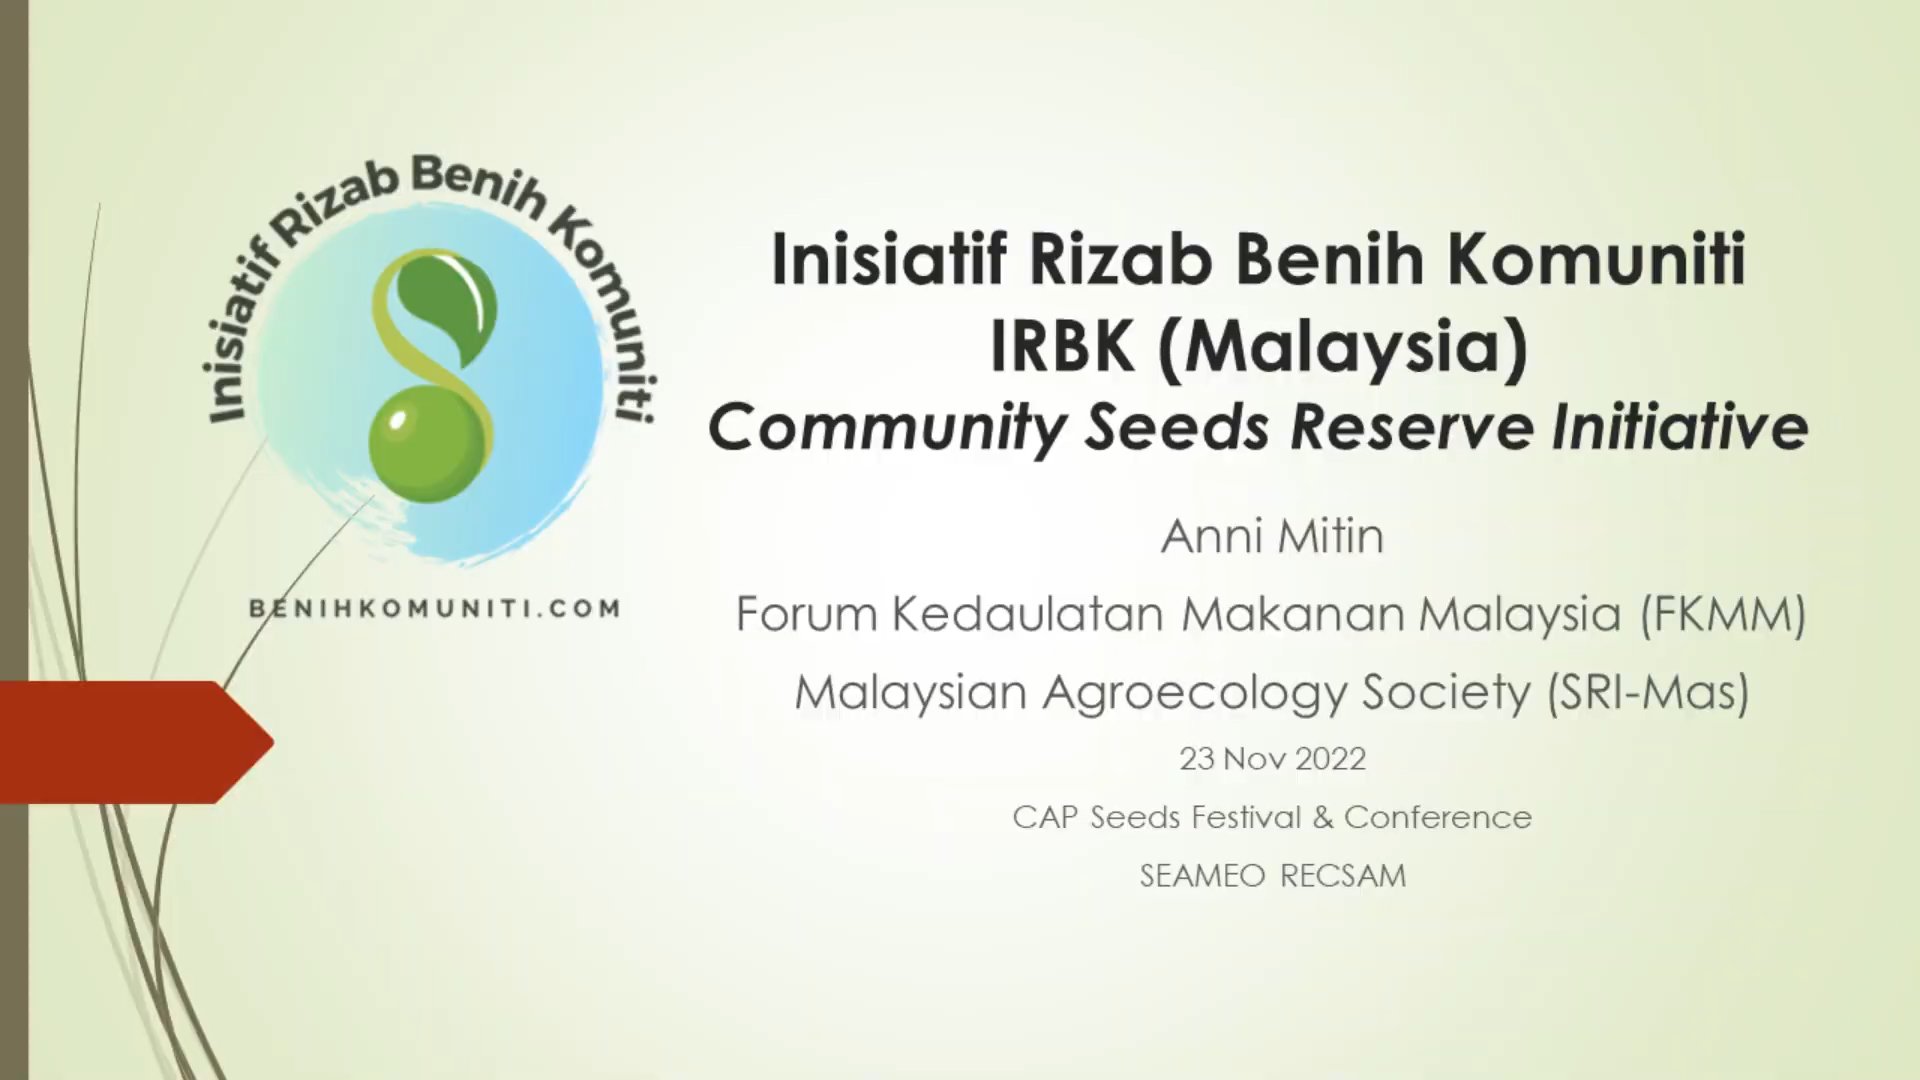 Inisiatif Rizab Benih Komuniti
BENIHKOMUNITI.COM
Inisiatif Rizab Benih Komuniti
IRBK (Malaysia)
Community Seeds Reserve Initiative
Anni Mitin
Forum Kedaulatan Makanan Malaysia (FKMM)
Malaysian Agroecology Society (SRI-Mas)
23 Nov 2022
CAP Seeds Festival & Conference
SEAMEO RECSAM